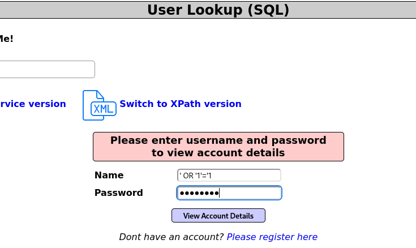 User Lookup (SQL)
Me!
rvice version
XML
Switch to XPath version
Please enter username and password
to view account details
Name
' OR '1'='1
Password
••••••••
View Account Details
Dont have an account? Please register here